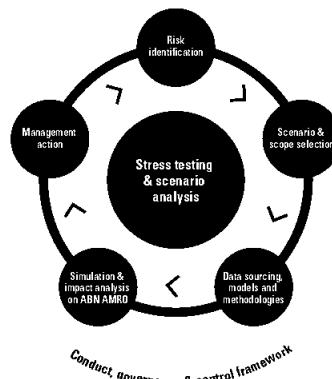 Risk
identification
Management
action
Scenario &
scope selection
Stress testing
& scenario
analysis
Simulation &
impact analysis
on ABN AMRO
Data sourcing,
models and
methodologies
Conduct, & control framework